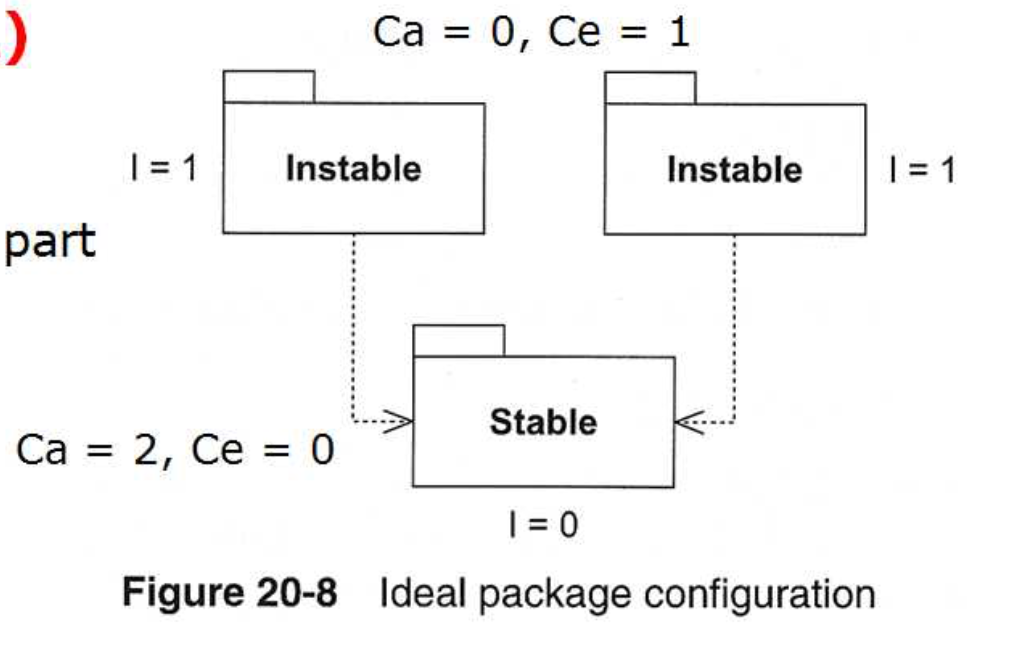 )
Ca = 0, Ce = 1
I = 1
Instable
Instable
I = 1
part
Stable
Ca = 2, Ce = 0
I = 0
Figure 20-8 Ideal package configuration